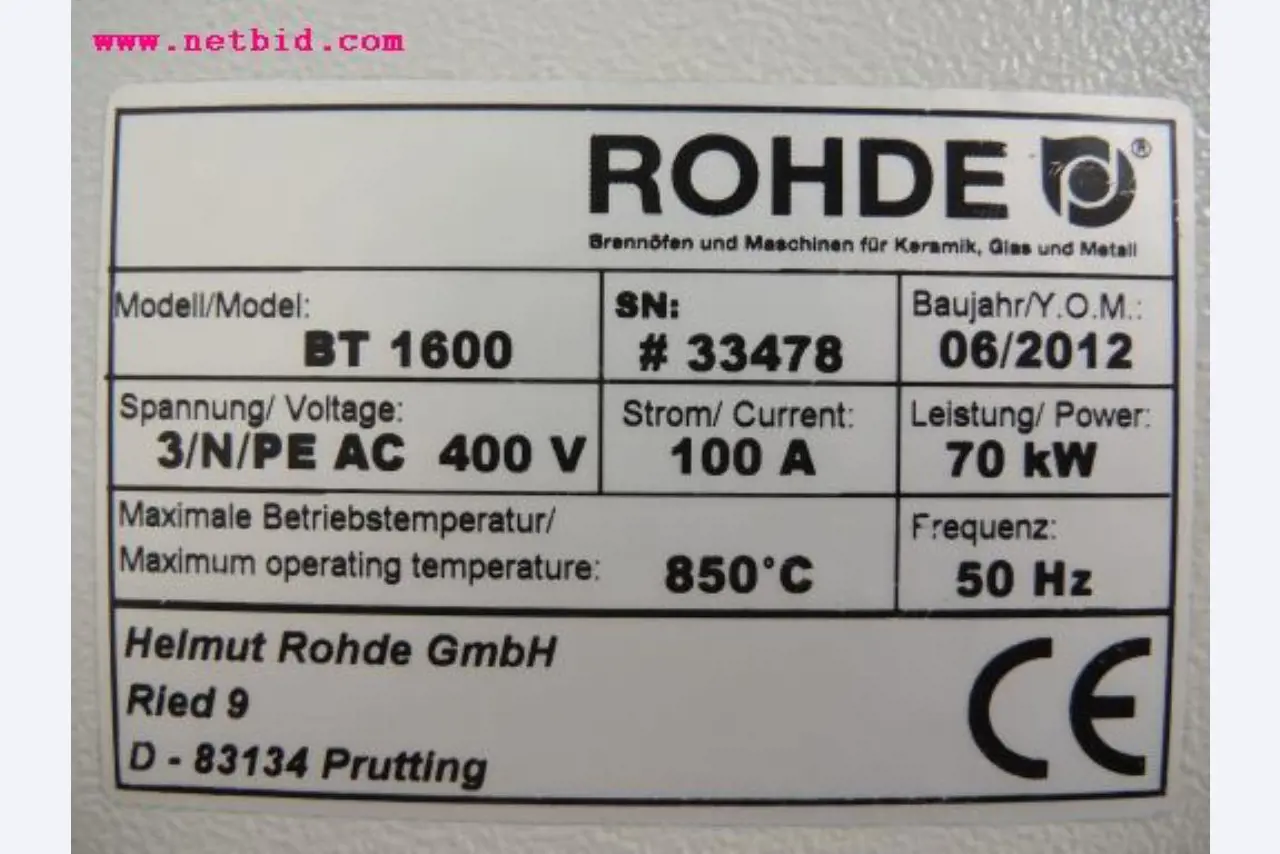 www.netbid.com
ROHDE ®
Brennöfen und Maschinen für Keramik, Glas und Metall
Modell/Model:
BT 1600
SN:
# 33478
Baujahr/Y.O.M.:
06/2012
Spannung/ Voltage:
3/N/PE AC 400 V
Strom/ Current:
100 A
Leistung/ Power:
70 kW
Maximale Betriebstemperatur/
Maximum operating temperature:
850°C
Frequenz:
50 Hz
Helmut Rohde GmbH
Ried 9
D - 83134 Prutting
CE